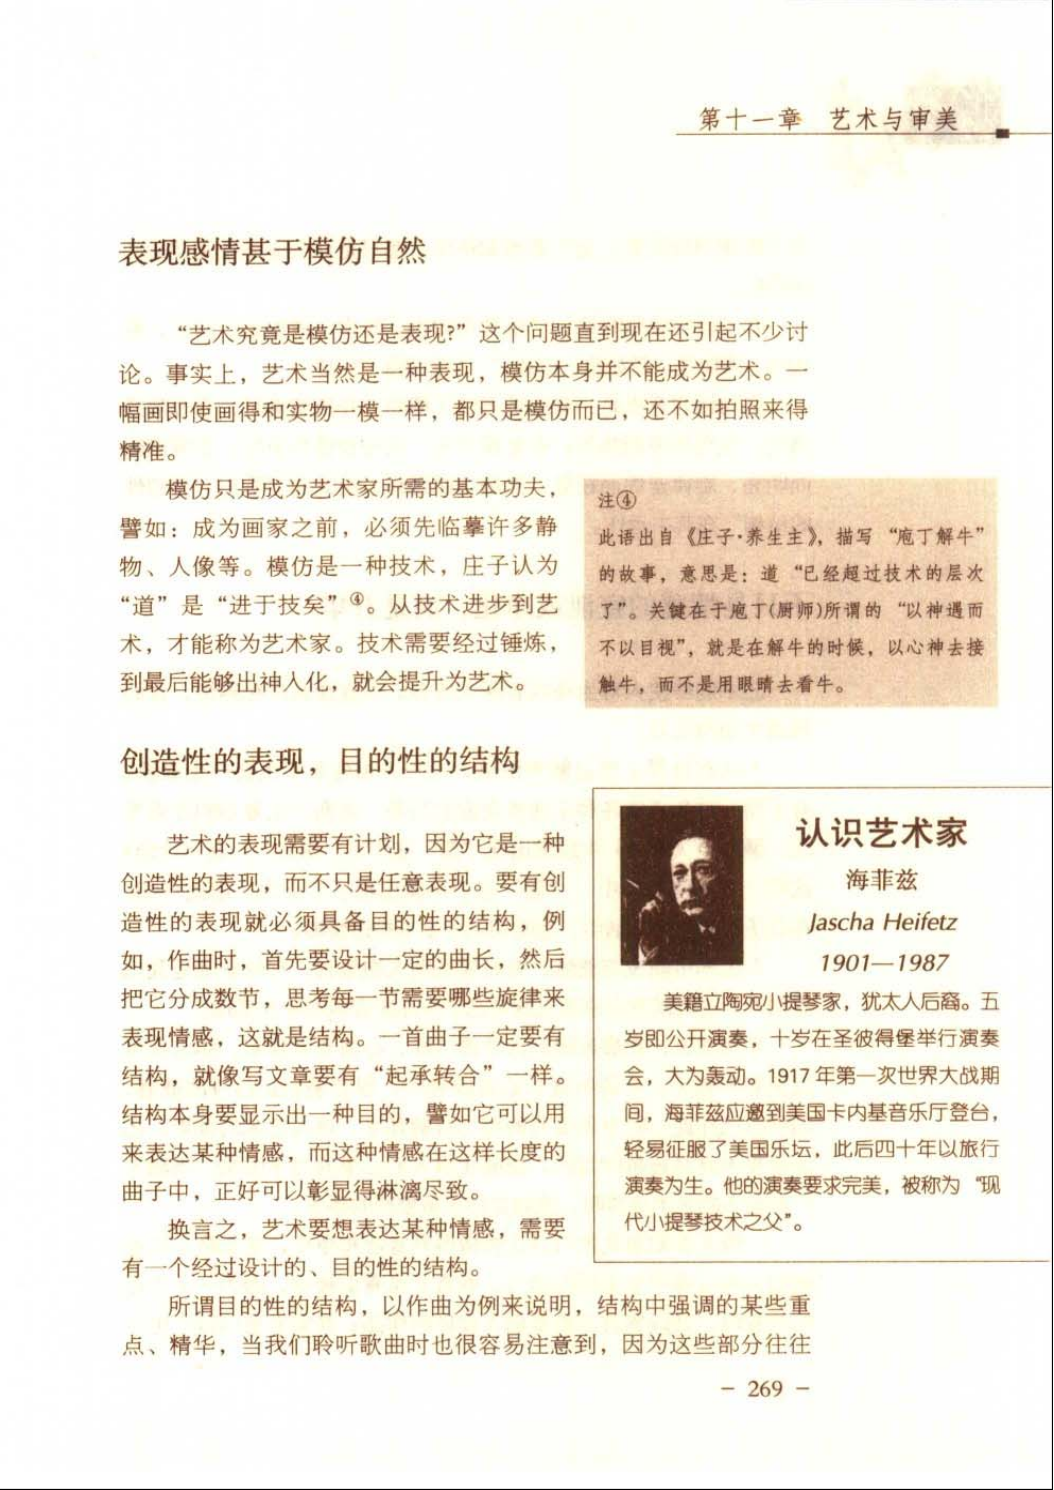 第十一章 艺术与审美
表现感情甚于模仿自然
“艺术究竟是模仿还是表现?”这个问题直到现在还引起不少讨
论。事实上，艺术当然是一种表现，模仿本身并不能成为艺术。一
幅画即使画得和实物一模一样，都只是模仿而已，还不如拍照来得
精准。
模仿只是成为艺术家所需的基本功夫，
譬如：成为画家之前，必须先临摹许多静
物、人像等。模仿是一种技术，庄子认为
“道”是“进于技矣”④。从技术进步到艺
术，才能称为艺术家。技术需要经过锤炼，
到最后能够出神入化，就会提升为艺术。
注④
此语出自《庄子·养生主》，描写“庖丁解牛”
的故事，意思是：道“已经超过技术的层次
了”。关键在于庖丁(厨师)所谓的“以神遇而
不以目视”，就是在解牛的时候，以心神去接
触牛，而不是用眼睛去看牛。
创造性的表现，目的性的结构
艺术的表现需要有计划，因为它是一种
创造性的表现，而不只是任意表现。要有创
造性的表现就必须具备目的性的结构，例
如，作曲时，首先要设计一定的曲长，然后
把它分成数节，思考每一节需要哪些旋律来
表现情感，这就是结构。一首曲子一定要有
结构，就像写文章要有“起承转合”一样。
结构本身要显示出一种目的，譬如它可以用
来表达某种情感，而这种情感在这样长度的
曲子中，正好可以彰显得淋漓尽致。
换言之，艺术要想表达某种情感，需要
有一个经过设计的、目的性的结构。
认识艺术家
海菲兹
Jascha Heifetz
1901—1987
美籍立陶宛小提琴家，犹太人后裔。五
岁即公开演奏，十岁在圣彼得堡举行演奏
会，大为轰动。1917年第一次世界大战期
间，海菲兹应邀到美国卡内基音乐厅登台，
轻易征服了美国乐坛，此后四十年以旅行
演奏为生。他的演奏要求完美，被称为“现
代小提琴技术之父”。
所谓目的性的结构，以作曲为例来说明，结构中强调的某些重
点、精华，当我们聆听歌曲时也很容易注意到，因为这些部分往往
－ 269 －